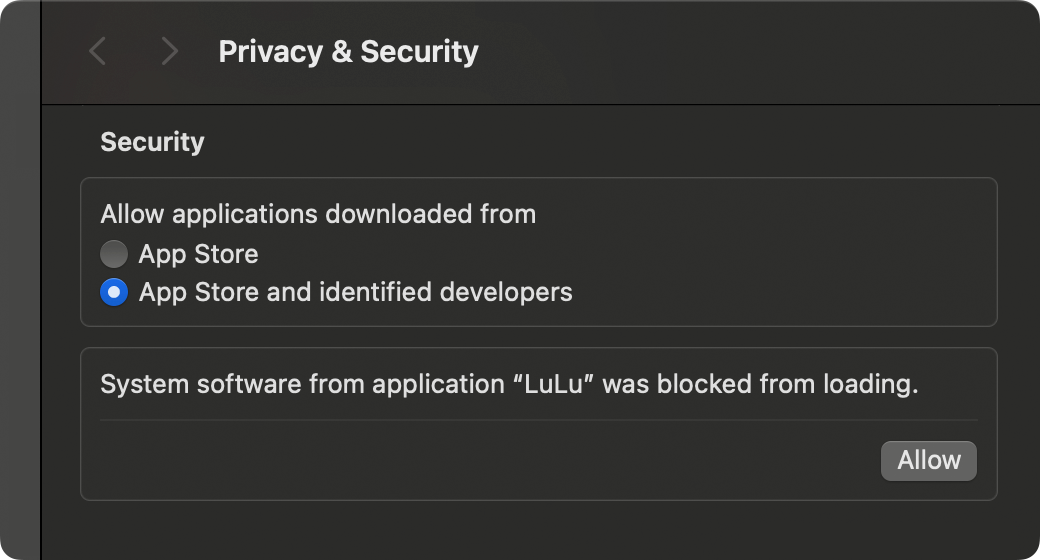 Privacy & Security
Security
Allow applications downloaded from
App Store
App Store and identified developers
System software from application “LuLu” was blocked from loading.
Allow